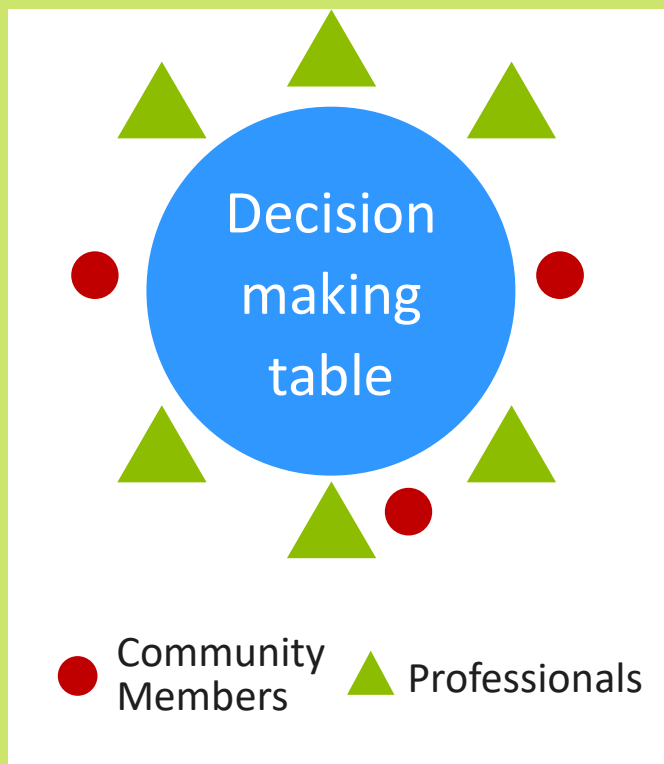 Decision
making
table
Community
Members
Professionals